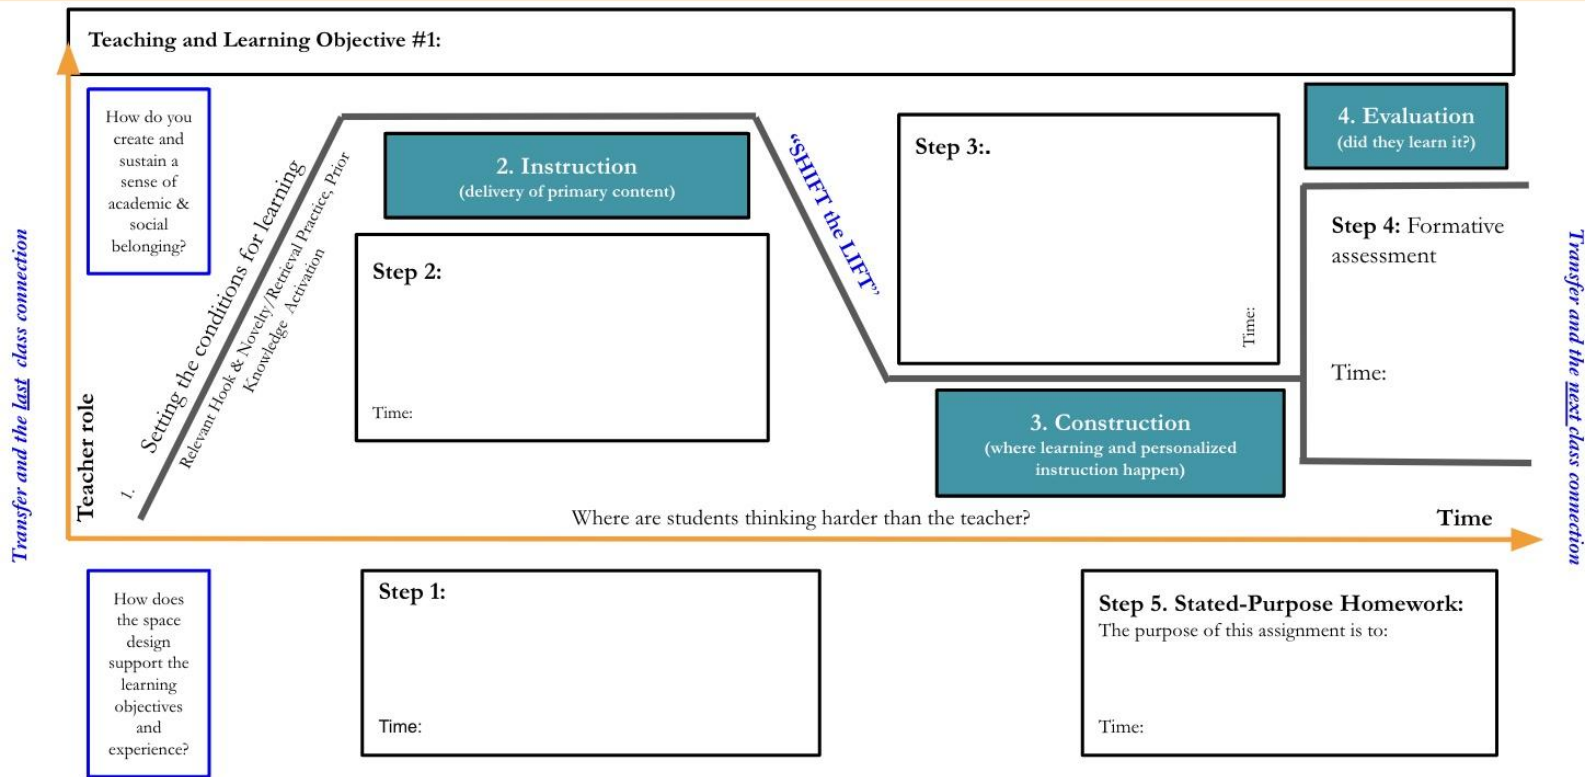 Teaching and Learning Objective #1:
How do you
create and
sustain a
sense of
academic &
social
belonging?
Transfer and the last class connection
Teacher role
1.
Setting the conditions for learning
Relevant Hook & Novelty/Retrieval Practice, Prior
Knowledge Activation
2. Instruction
(delivery of primary content)
Step 2:
Time:
“SHIFT the LIFT”
Step 3:.
Time:
3. Construction
(where learning and personalized
instruction happen)
4. Evaluation
(did they learn it?)
Step 4: Formative
assessment
Time:
Transfer and the next class connection
Where are students thinking harder than the teacher?
Time
How does
the space
design
support the
learning
objectives
and
experience?
Step 1:
Time:
Step 5. Stated-Purpose Homework:
The purpose of this assignment is to:
Time: